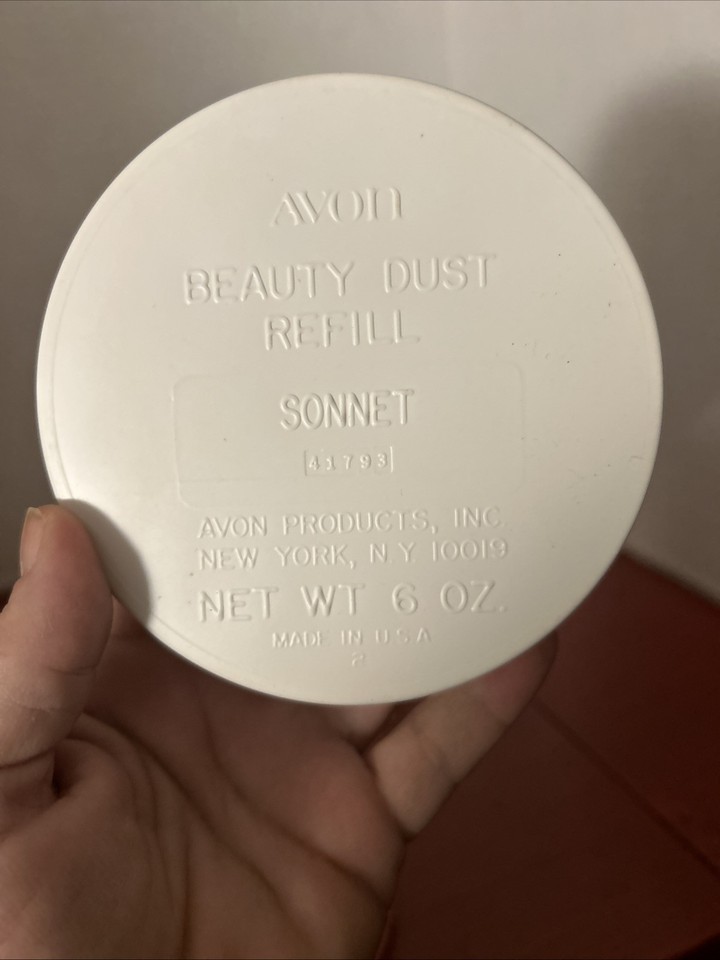 AVON
BEAUTY DUST
REFILL
SONNET
41793
AVON PRODUCTS, INC.
NEW YORK, N.Y. 10019
NET WT 6 OZ.
MADE IN U.S.A
2